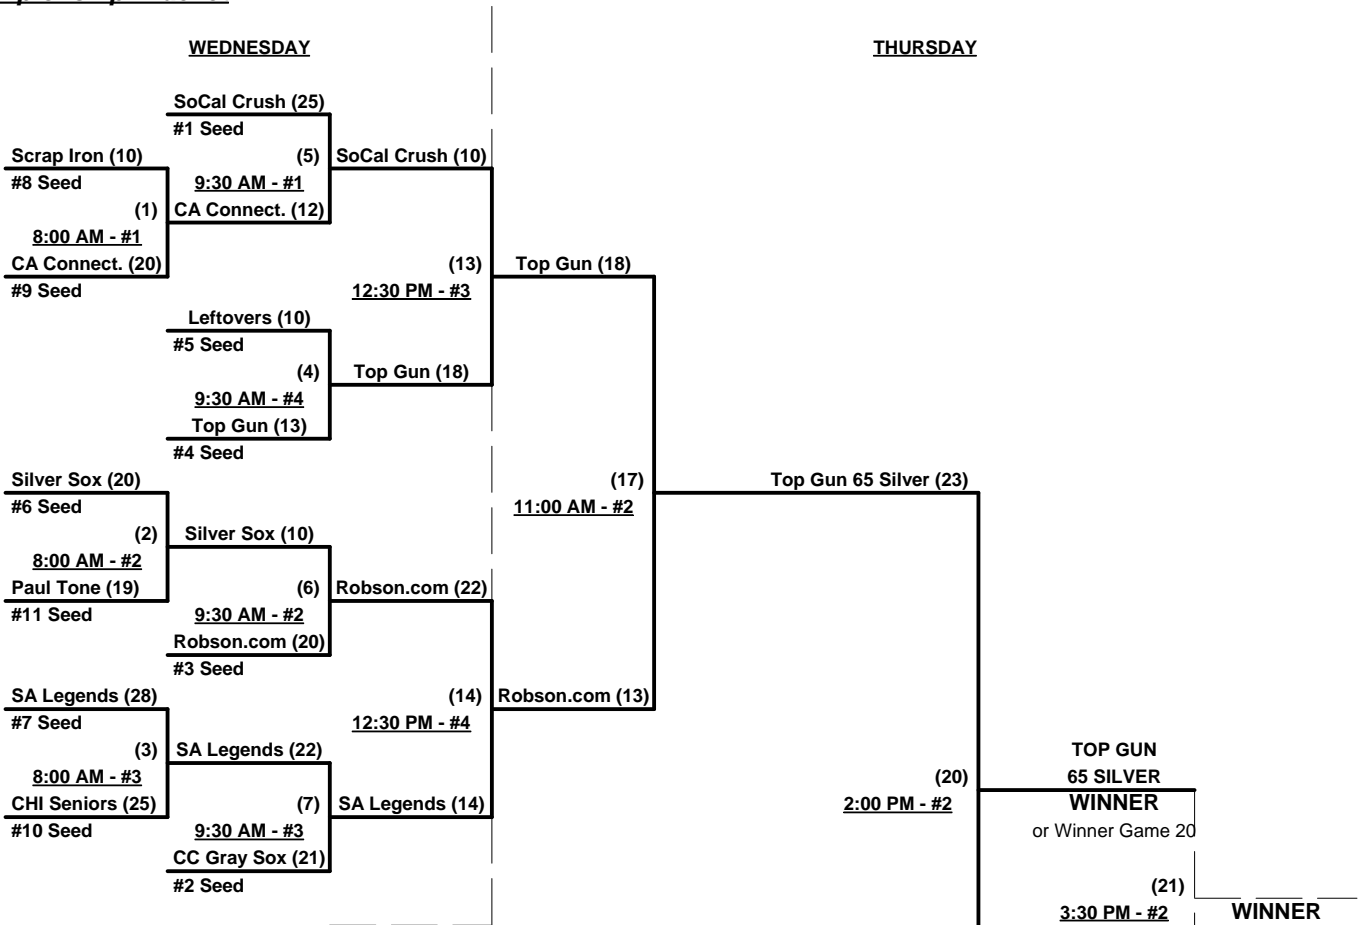 WEDNESDAY
THURSDAY
SoCal Crush (25)
#1 Seed
Scrap Iron (10)
(5)
SoCal Crush (10)
#8 Seed
9:30 AM - #1
(1)
CA Connect. (12)
8:00 AM - #1
CA Connect. (20)
(13)
Top Gun (18)
#9 Seed
12:30 PM - #3
Leftovers (10)
#5 Seed
(4)
Top Gun (18)
9:30 AM - #4
Top Gun (13)
#4 Seed
Silver Sox (20)
(17)
Top Gun 65 Silver (23)
#6 Seed
11:00 AM - #2
(2)
Silver Sox (10)
8:00 AM - #2
Paul Tone (19)
(6)
Robson.com (22)
#11 Seed
9:30 AM - #2
Robson.com (20)
#3 Seed
SA Legends (28)
(14)
Robson.com (13)
#7 Seed
12:30 PM - #4
(3)
SA Legends (22)
TOP GUN
8:00 AM - #3
(20)
65 SILVER
CHI Seniors (25)
(7)
SA Legends (14)
2:00 PM - #2
WINNER
#10 Seed
9:30 AM - #3
or Winner Game 20
CC Gray Sox (21)
#2 Seed
(21)
3:30 PM - #2
WINNER